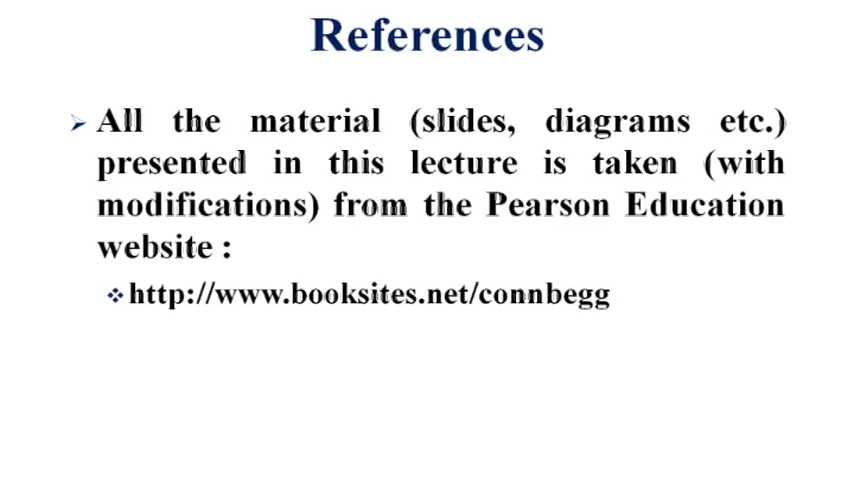 References
➢ All the material (slides, diagrams etc.)
presented in this lecture is taken (with
modifications) from the Pearson Education
website :
❖ http://www.booksites.net/connbegg